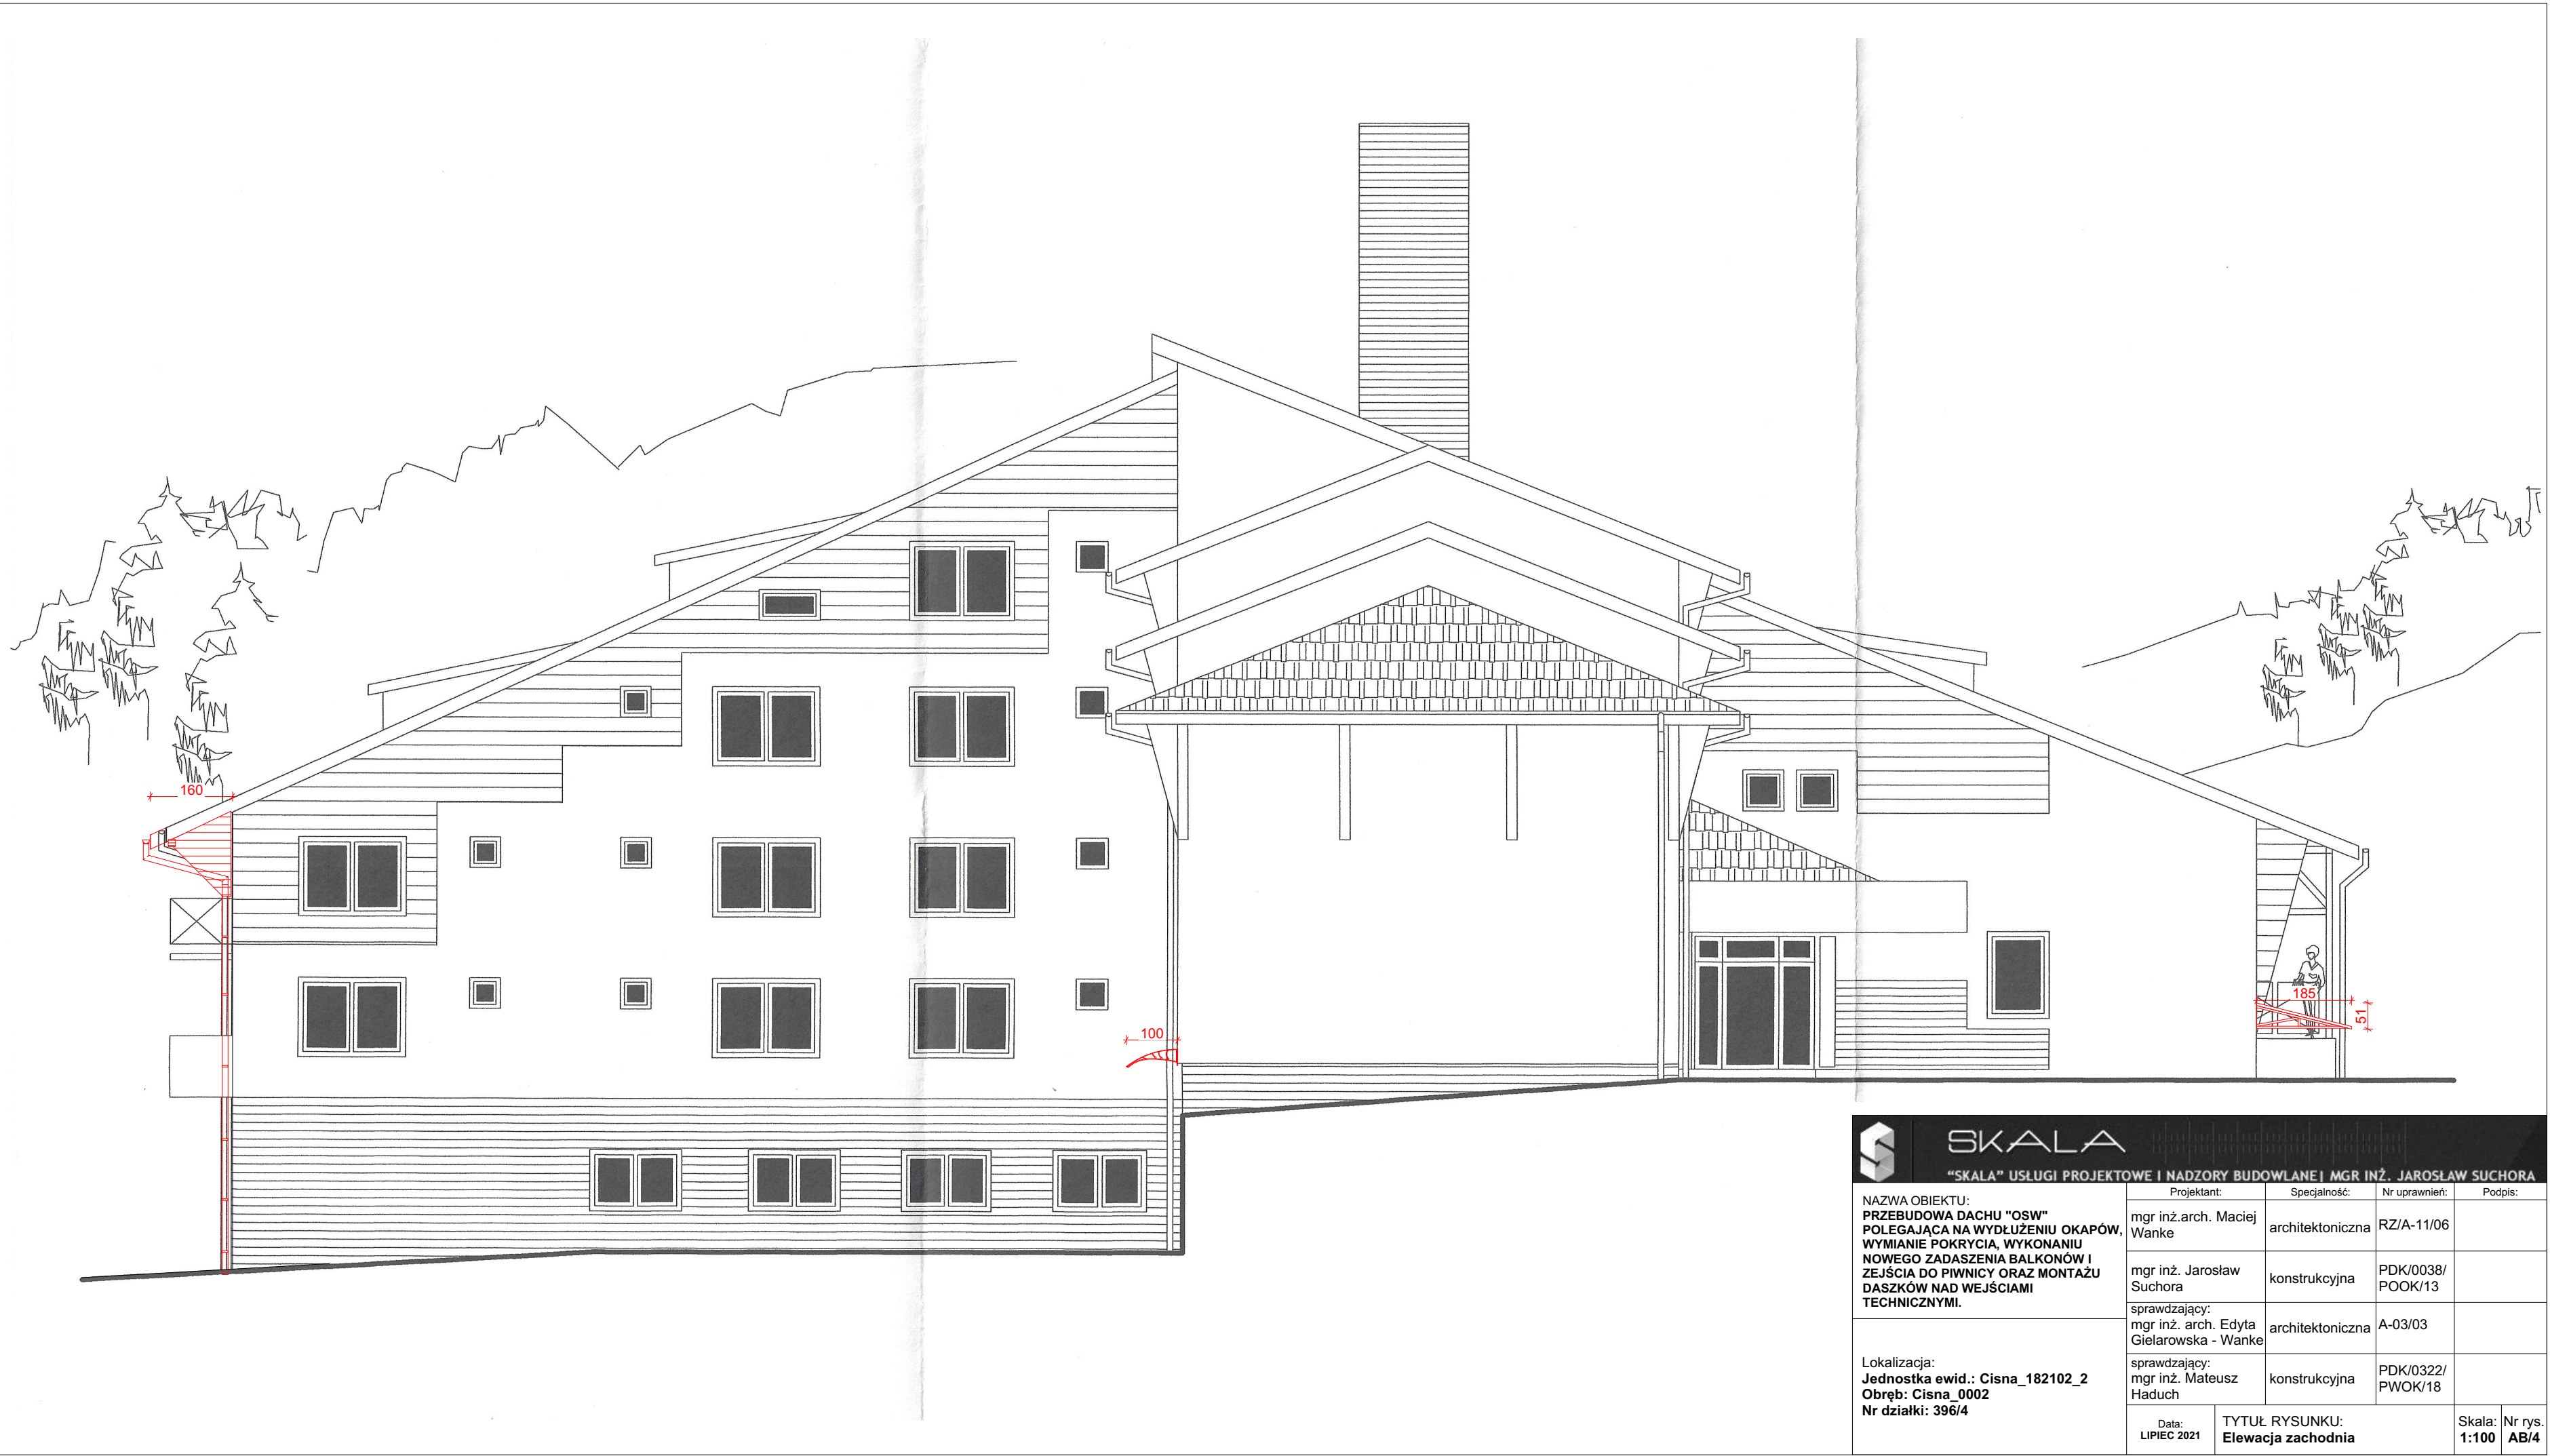 160
100
185
51
SKALA
“SKALA” USŁUGI PROJEKTOWE I NADZORY BUDOWLANE| MGR INŻ. JAROSŁAW SUCHORA
NAZWA OBIEKTU:
PRZEBUDOWA DACHU "OSW"
POLEGAJĄCA NA WYDŁUŻENIU OKAPÓW,
WYMIANIE POKRYCIA, WYKONANIU
NOWEGO ZADASZENIA BALKONÓW I
ZEJŚCIA DO PIWNICY ORAZ MONTAŻU
DASZKÓW NAD WEJŚCIAMI
TECHNICZNYMI.
Lokalizacja:
Jednostka ewid.: Cisna_182102_2
Obręb: Cisna_0002
Nr działki: 396/4
Projektant: Specjalność: Nr uprawnień: Podpis:
mgr inż.arch. Maciej
Wanke
architektoniczna
RZ/A-11/06
mgr inż. Jarosław
Suchora
konstrukcyjna
PDK/0038/
POOK/13
sprawdzający:
mgr inż. arch. Edyta
Gielarowska - Wanke
architektoniczna
A-03/03
sprawdzający:
mgr inż. Mateusz
Haduch
konstrukcyjna
PDK/0322/
PWOK/18
Data:
LIPIEC 2021
TYTUŁ RYSUNKU:
Elewacja zachodnia
Skala:
1:100
Nr rys.
AB/4